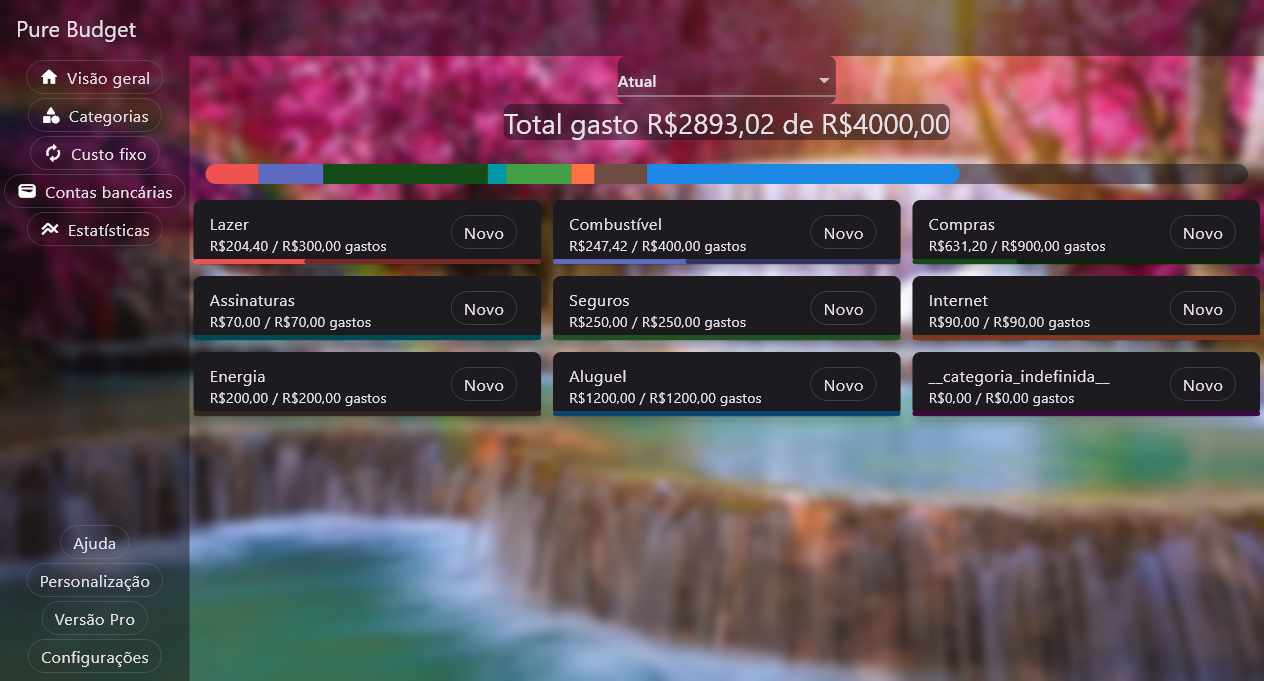 Pure Budget
Visão geral
Categorias
Custo fixo
Contas bancárias
Estatísticas
Ajuda
Personalização
Versão Pro
Configurações
Atual
Total gasto R$2893,02 de R$4000,00
Lazer
R$204,40 / R$300,00 gastos
Novo
Combustível
R$247,42 / R$400,00 gastos
Novo
Compras
R$631,20 / R$900,00 gastos
Novo
Assinaturas
R$70,00 / R$70,00 gastos
Novo
Seguros
R$250,00 / R$250,00 gastos
Novo
Internet
R$90,00 / R$90,00 gastos
Novo
Energia
R$200,00 / R$200,00 gastos
Novo
Aluguel
R$1200,00 / R$1200,00 gastos
Novo
__categoria_indefinida__
R$0,00 / R$0,00 gastos
Novo